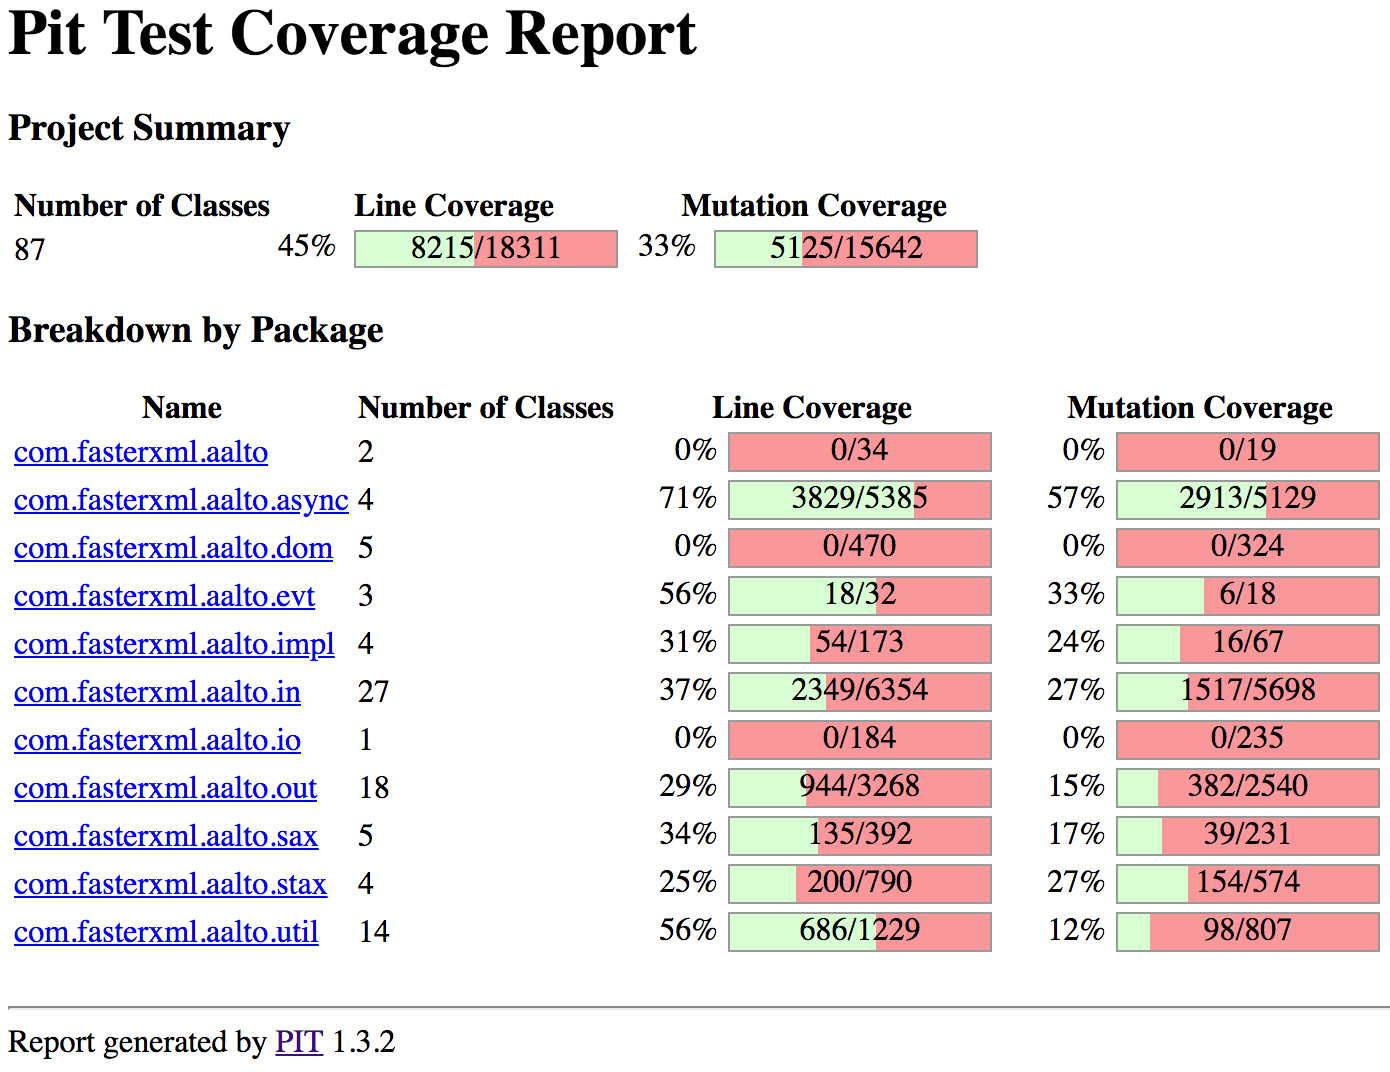 Pit Test Coverage Report
Project Summary
Number of Classes Line Coverage Mutation Coverage
87 45% 8215/18311 33% 5125/15642
Breakdown by Package
Name Number of Classes Line Coverage Mutation Coverage
com.fasterxml.aalto 2 0% 0/34 0% 0/19
com.fasterxml.aalto.async 4 71% 3829/5385 57% 2913/5129
com.fasterxml.aalto.dom 5 0% 0/470 0% 0/324
com.fasterxml.aalto.evt 3 56% 18/32 33% 6/18
com.fasterxml.aalto.impl 4 31% 54/173 24% 16/67
com.fasterxml.aalto.in 27 37% 2349/6354 27% 1517/5698
com.fasterxml.aalto.io 1 0% 0/184 0% 0/235
com.fasterxml.aalto.out 18 29% 944/3268 15% 382/2540
com.fasterxml.aalto.sax 5 34% 135/392 17% 39/231
com.fasterxml.aalto.stax 4 25% 200/790 27% 154/574
com.fasterxml.aalto.util 14 56% 686/1229 12% 98/807
Report generated by PIT 1.3.2